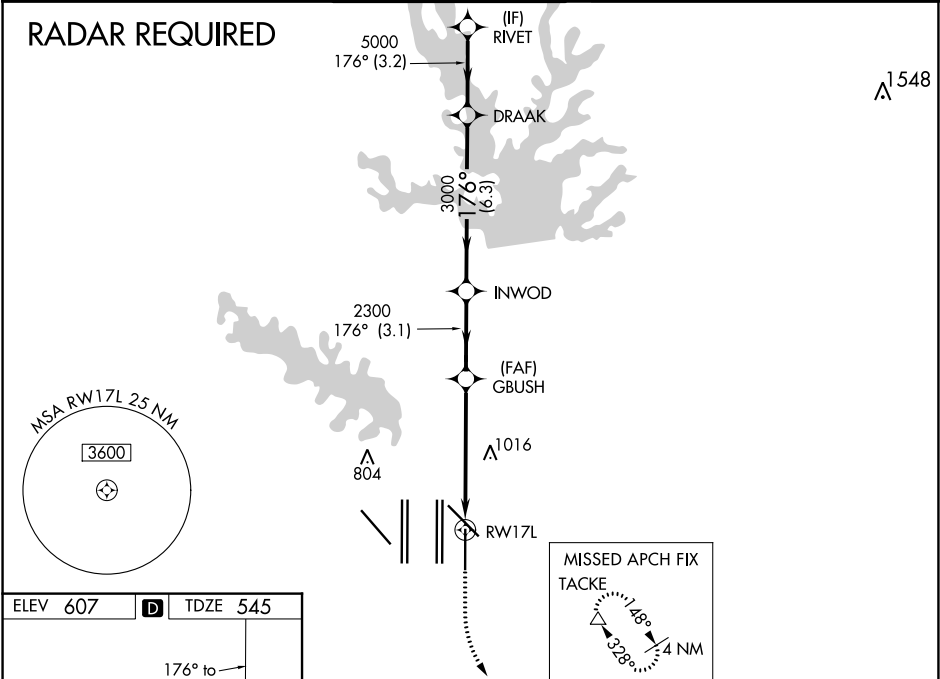 RADAR REQUIRED
(IF)
RIVET
5000
176° (3.2)
1548
DRAAK
3000
176°
(6.3)
INWOD
2300
176° (3.1)
(FAF)
GBUSH
MSA RW17L 25 NM
3600
1016
804
RW17L
MISSED APCH FIX
TACKE
148°
328°
4 NM
ELEV 607 D TDZE 545
176° to